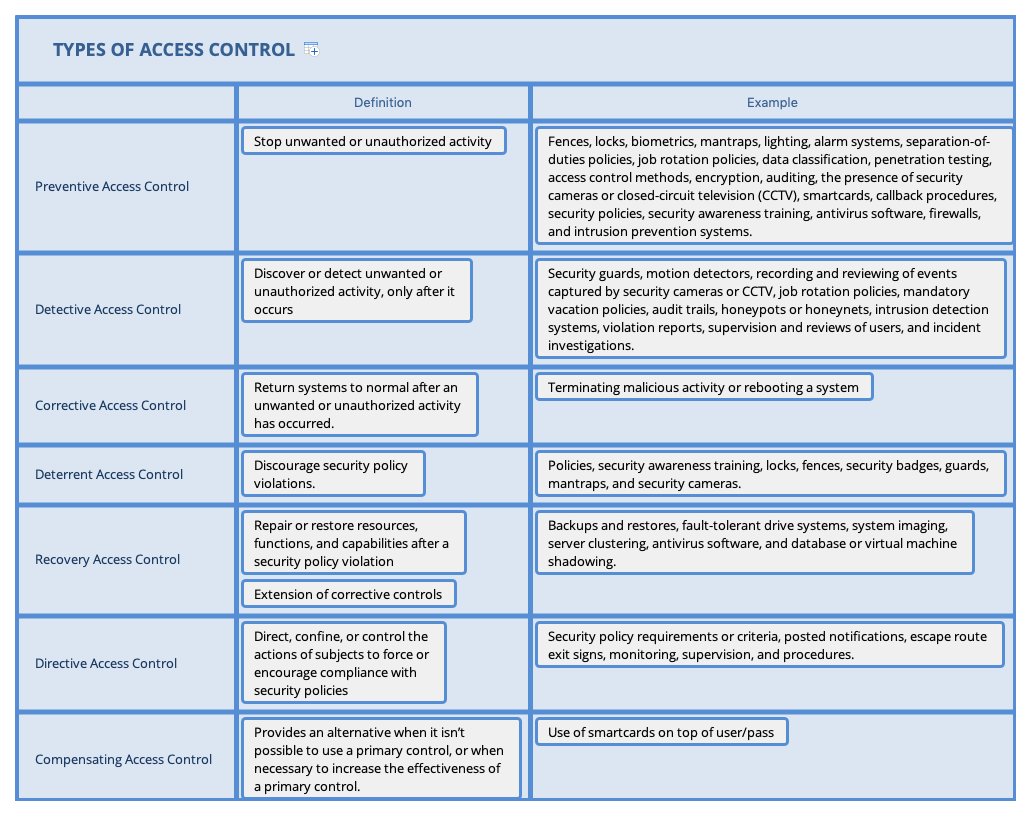 TYPES OF ACCESS CONTROL
Definition
Example
Preventive Access Control
Stop unwanted or unauthorized activity
Fences, locks, biometrics, mantraps, lighting, alarm systems, separation-of-
duties policies, job rotation policies, data classification, penetration testing,
access control methods, encryption, auditing, the presence of security
cameras or closed-circuit television (CCTV), smartcards, callback procedures,
security policies, security awareness training, antivirus software, firewalls,
and intrusion prevention systems.
Detective Access Control
Discover or detect unwanted or
unauthorized activity, only after it
occurs
Security guards, motion detectors, recording and reviewing of events
captured by security cameras or CCTV, job rotation policies, mandatory
vacation policies, audit trails, honeypots or honeynets, intrusion detection
systems, violation reports, supervision and reviews of users, and incident
investigations.
Corrective Access Control
Return systems to normal after an
unwanted or unauthorized activity
has occurred.
Terminating malicious activity or rebooting a system
Deterrent Access Control
Discourage security policy
violations.
Policies, security awareness training, locks, fences, security badges, guards,
mantraps, and security cameras.
Recovery Access Control
Repair or restore resources,
functions, and capabilities after a
security policy violation
Extension of corrective controls
Backups and restores, fault-tolerant drive systems, system imaging,
server clustering, antivirus software, and database or virtual machine
shadowing.
Directive Access Control
Direct, confine, or control the
actions of subjects to force or
encourage compliance with
security policies
Security policy requirements or criteria, posted notifications, escape route
exit signs, monitoring, supervision, and procedures.
Compensating Access Control
Provides an alternative when it isn’t
possible to use a primary control, or when
necessary to increase the effectiveness of
a primary control.
Use of smartcards on top of user/pass